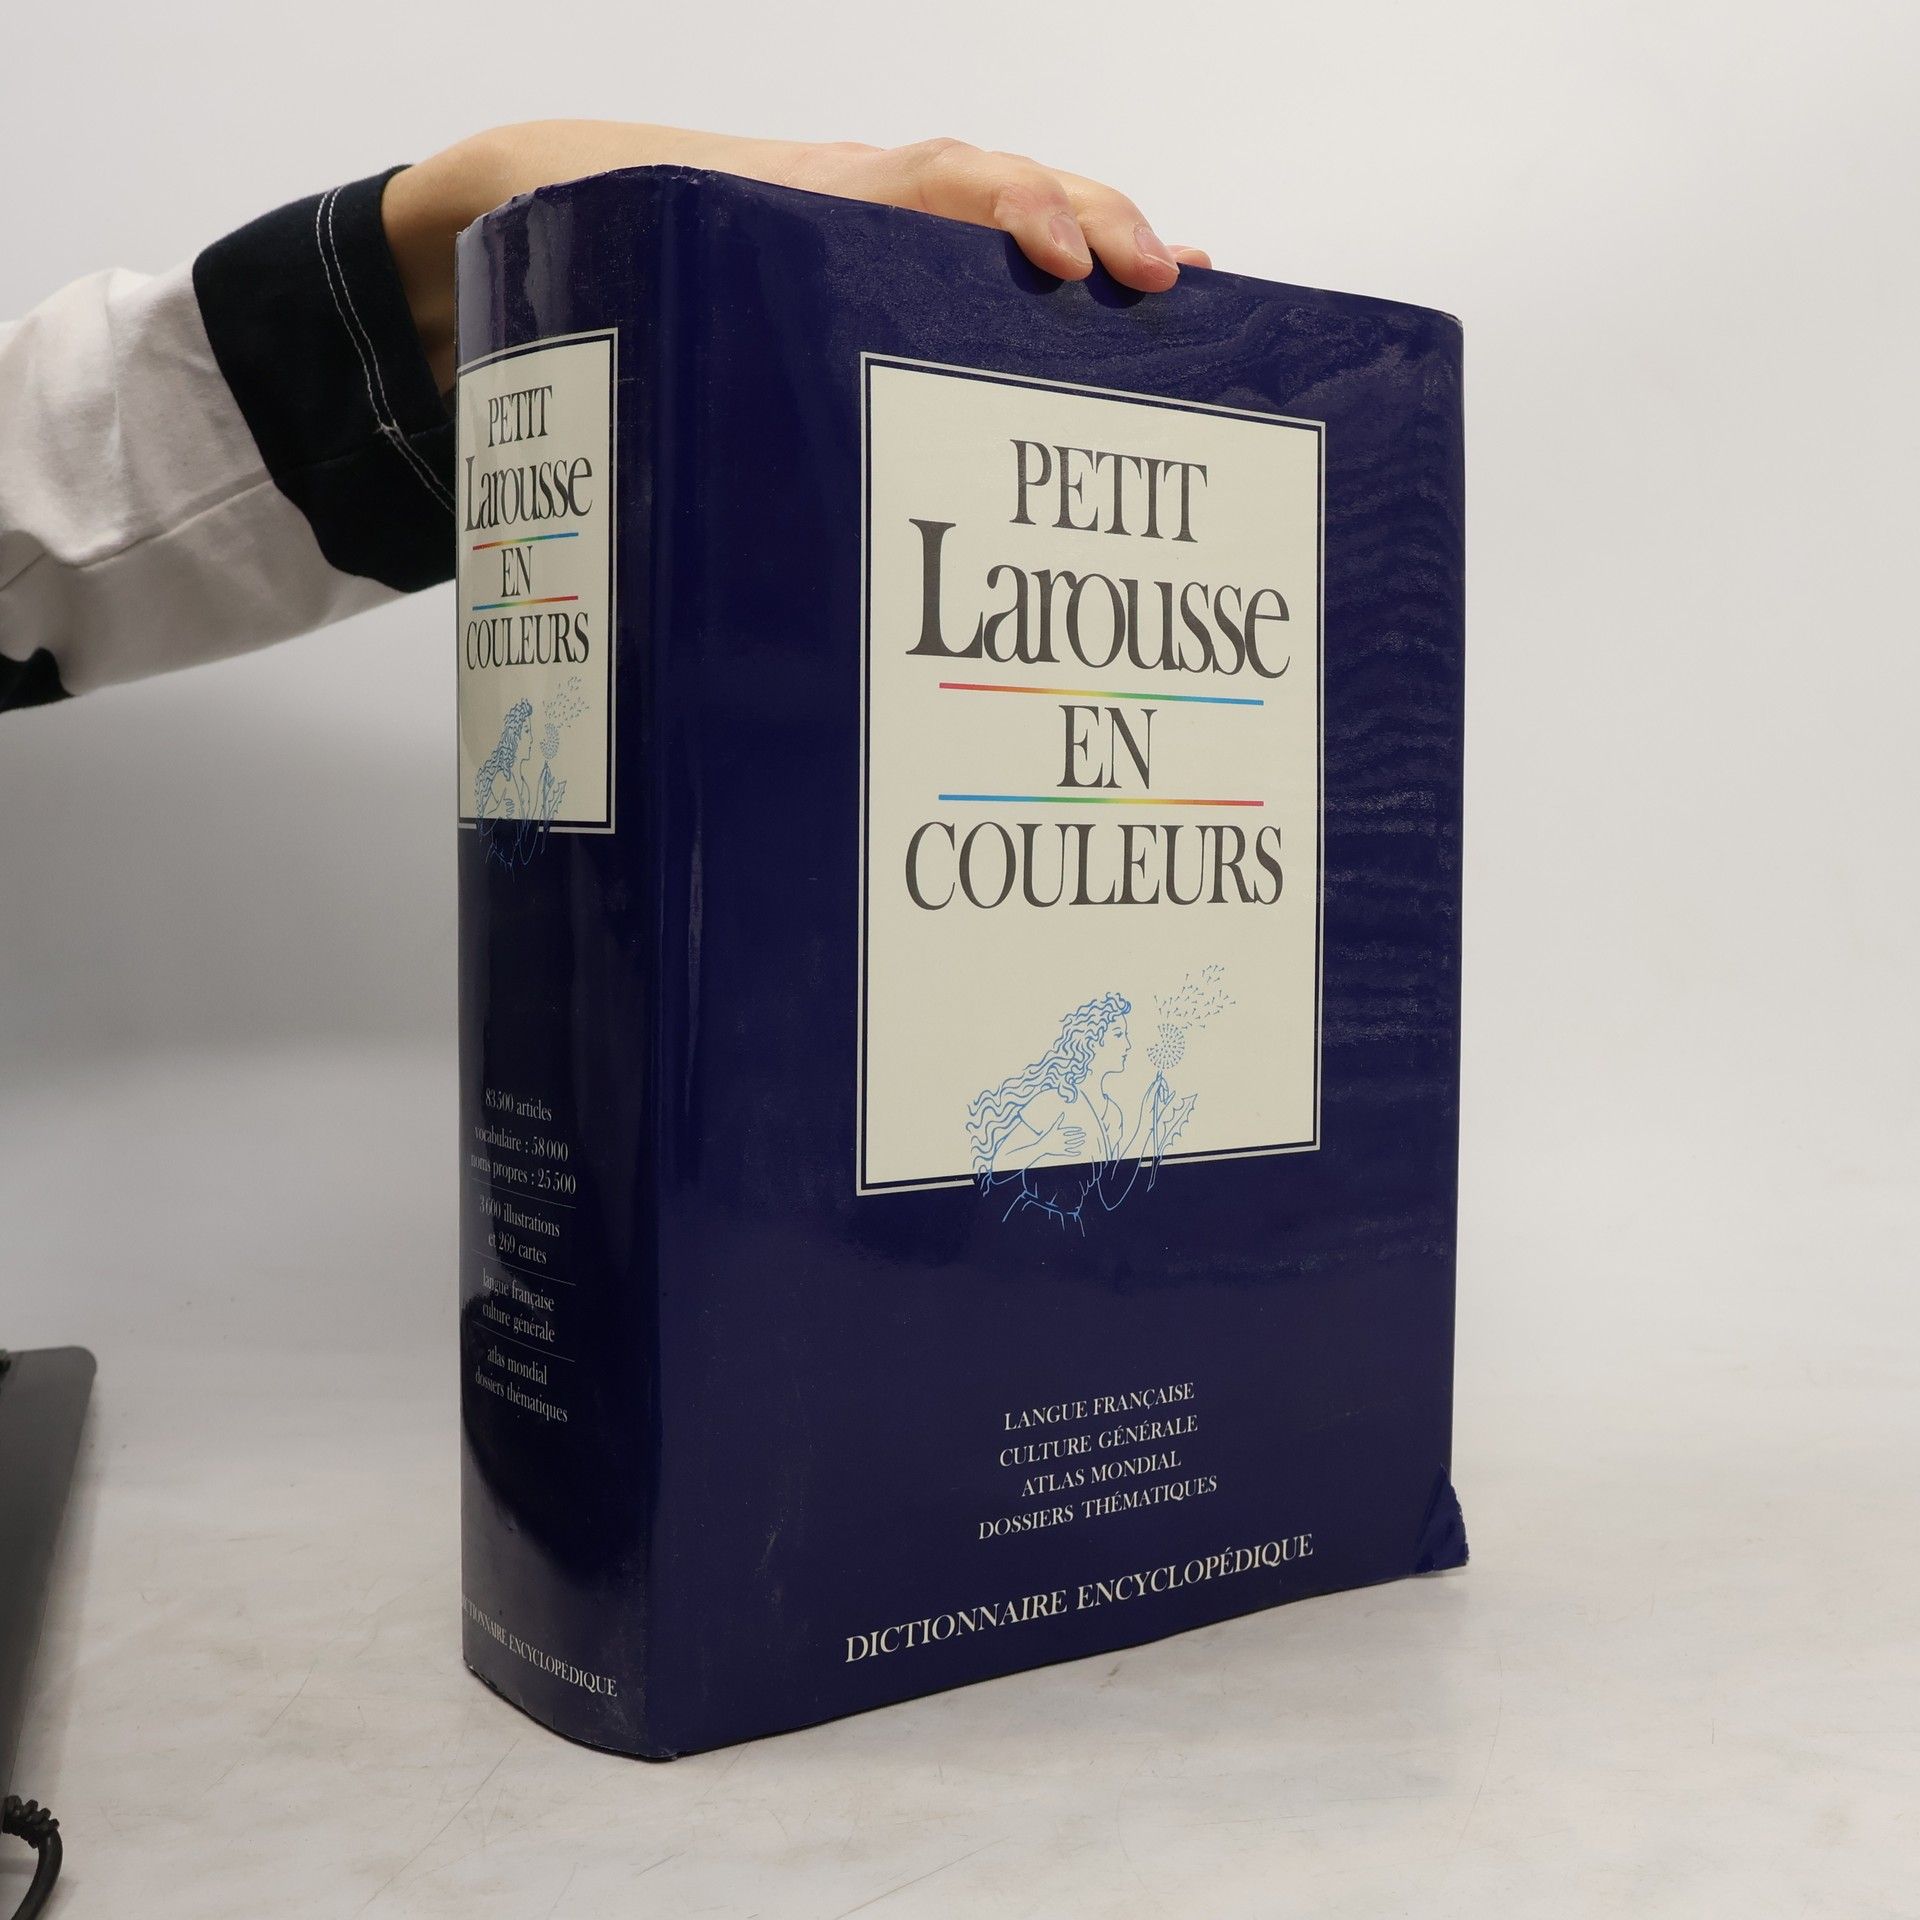 PETIT
Larousse
EN
COULEURS
83 500 articles
vocabulaire : 58 000
noms propres : 25 500
3 600 illustrations
et 269 cartes
langue française
culture générale
atlas mondial
dossiers thématiques
DICTIONNAIRE ENCYCLOPÉDIQUE
PETIT
Larousse
EN
COULEURS
LANGUE FRANÇAISE
CULTURE GÉNÉRALE
ATLAS MONDIAL
DOSSIERS THÉMATIQUES
DICTIONNAIRE ENCYCLOPÉDIQUE